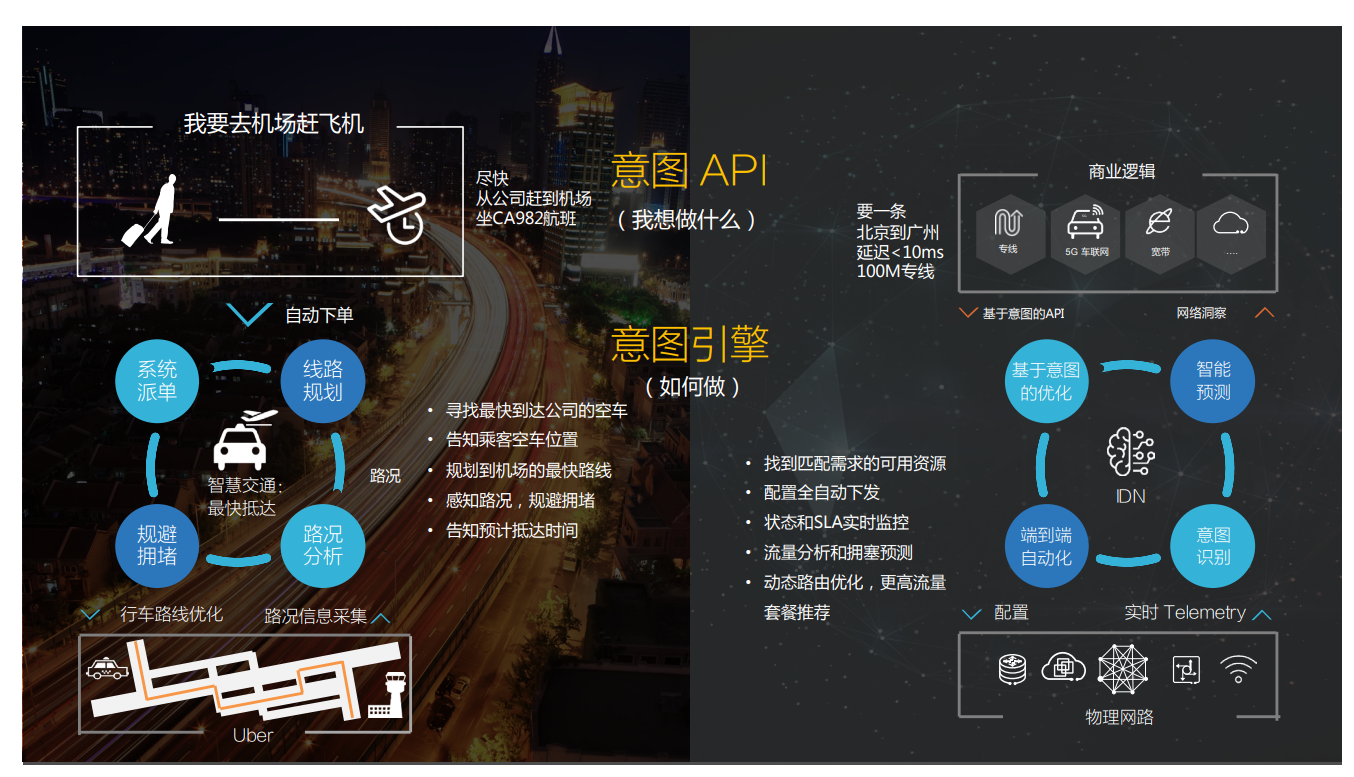 我要去机场赶飞机
尽快
从公司赶到机场
坐CA982航班
自动下单
系统
派单
线路
规划
智慧交通：
最快抵达
路况
规避
拥堵
路况
分析
行车路线优化
路况信息采集
Uber
意图 API
（我想做什么）
意图引擎
（如何做）
• 寻找最快到达公司的空车
• 告知乘客空车位置
• 规划到机场的最快路线
• 感知路况，规避拥堵
• 告知预计抵达时间
要一条
北京到广州
延迟<10ms
100M专线
商业逻辑
专线
5G 车联网
宽带
....
基于意图的API
网络洞察
基于意图
的优化
智能
预测
IDN
端到端
自动化
意图
识别
• 找到匹配需求的可用资源
• 配置全自动下发
• 状态和SLA实时监控
• 流量分析和拥塞预测
• 动态路由优化，更高流量
套餐推荐
配置
实时 Telemetry
物理网路